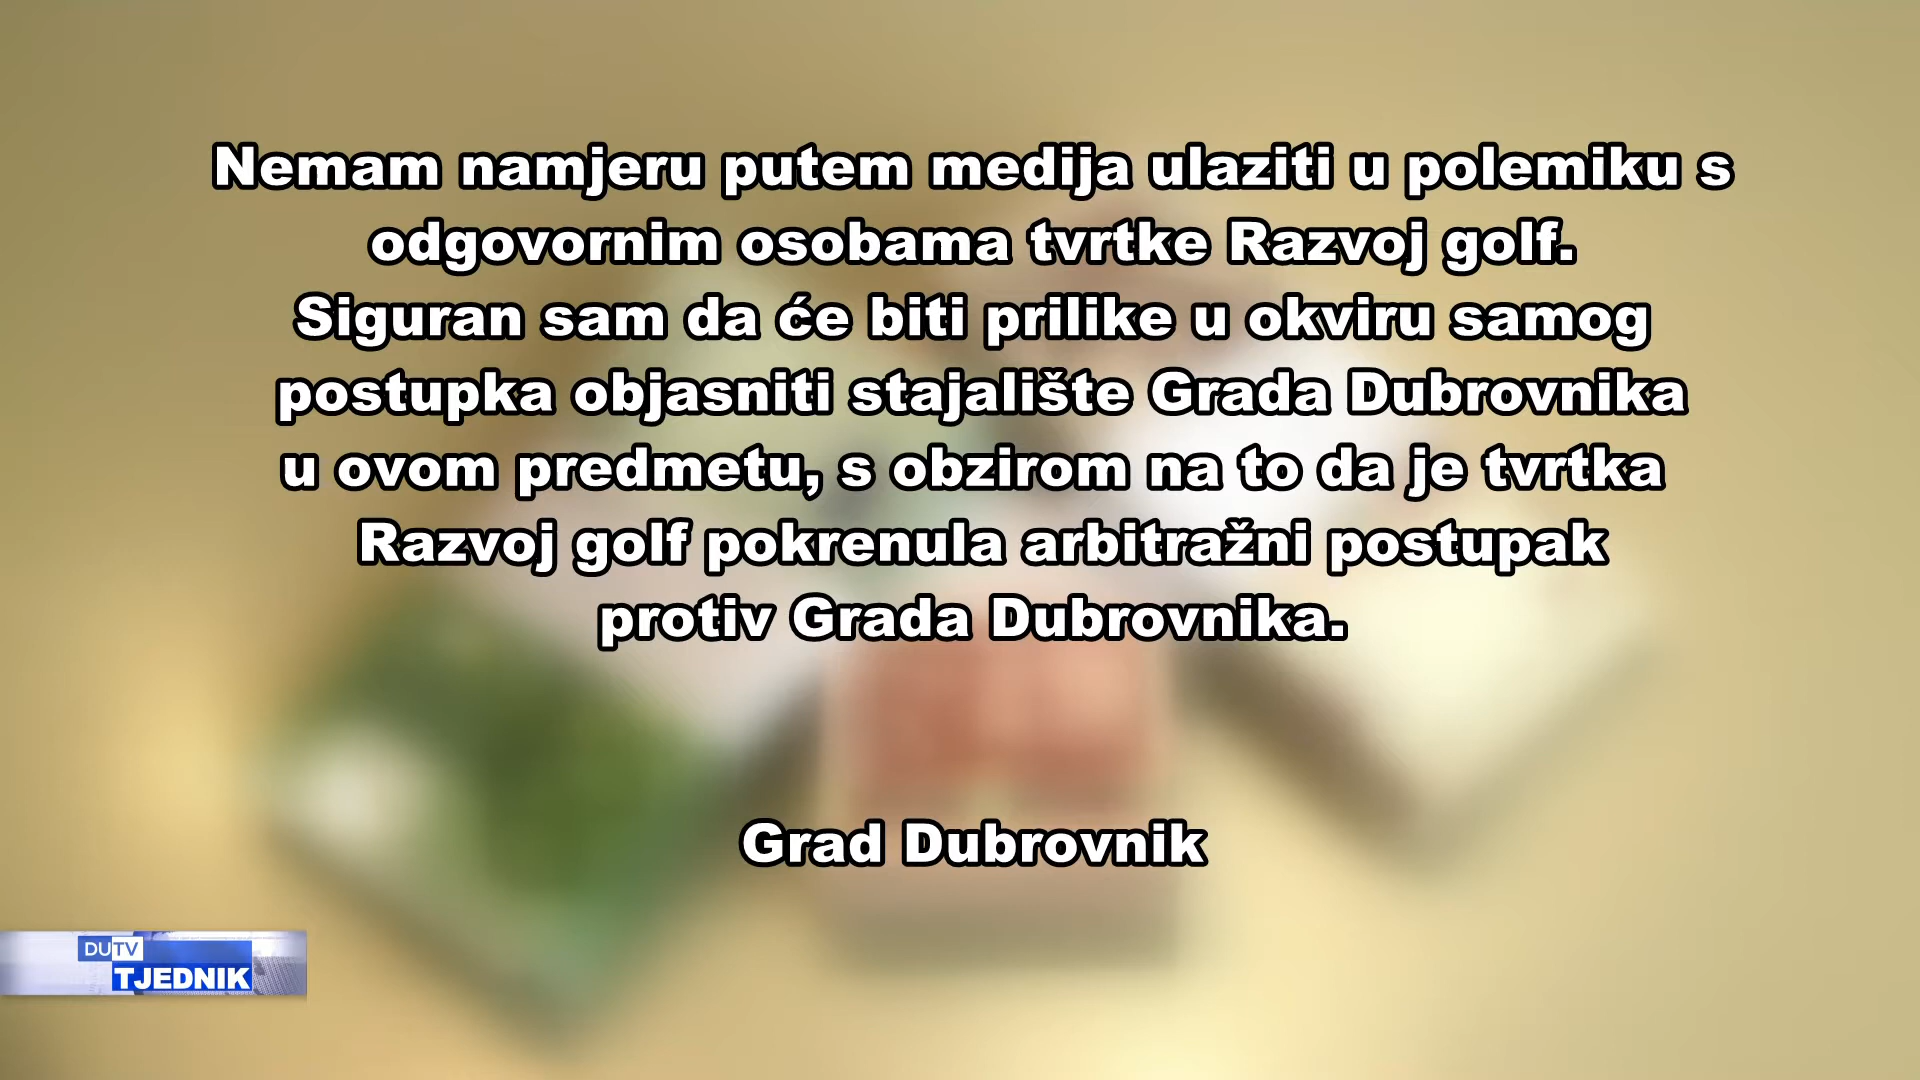 Nemam namjeru putem medija ulaziti u polemiku s
odgovornim osobama tvrtke Razvoj golf.
Siguran sam da će biti prilike u okviru samog
postupka objasniti stajalište Grada Dubrovnika
u ovom predmetu, s obzirom na to da je tvrtka
Razvoj golf pokrenula arbitražni postupak
protiv Grada Dubrovnika.
Grad Dubrovnik
DUTV
TJEDNIK